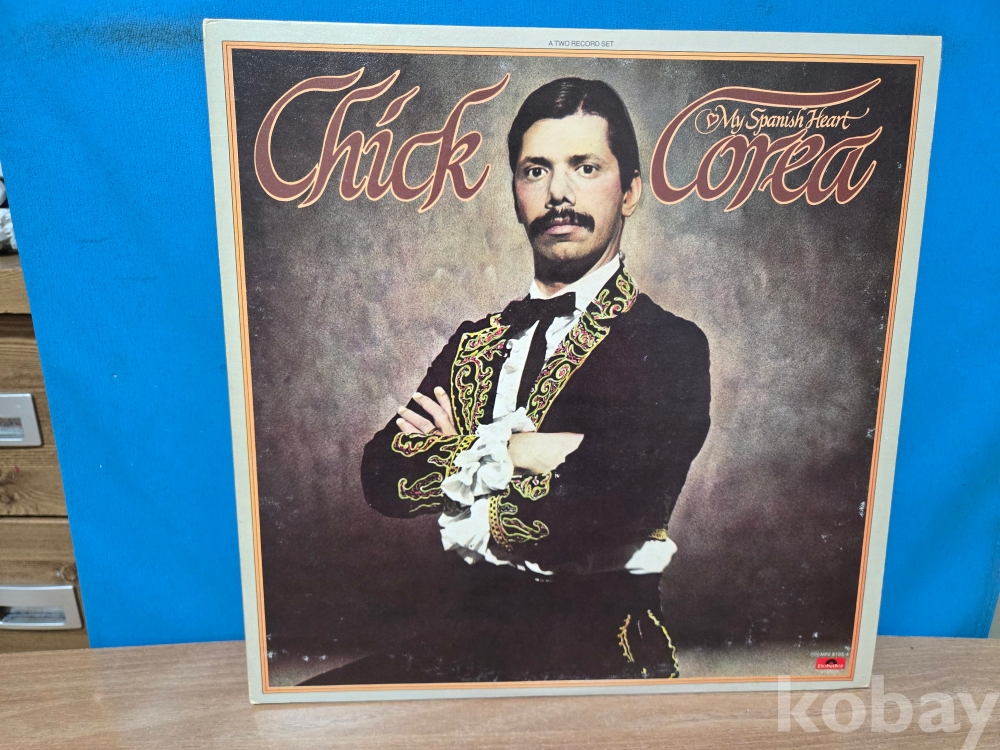 A TWO RECORD SET
Chick
My Spanish Heart
Corea
kobay